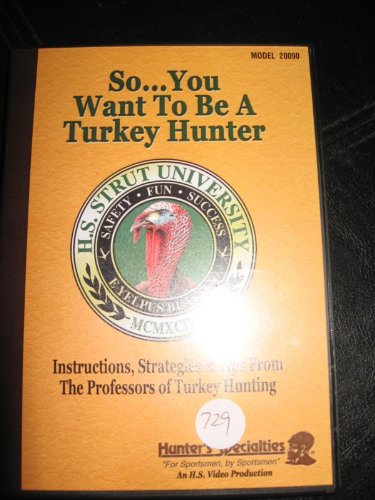 MODEL 20090
So...You
Want To Be A
Turkey Hunter
H.S. STRUT UNIVERSITY
SAFETY • FUN • SUCCESS
Instructions, Strategies & Tips From
The Professors of Turkey Hunting
729
Hunter's Specialties
"For Sportsmen, by Sportsmen"
An H.S. Video Production